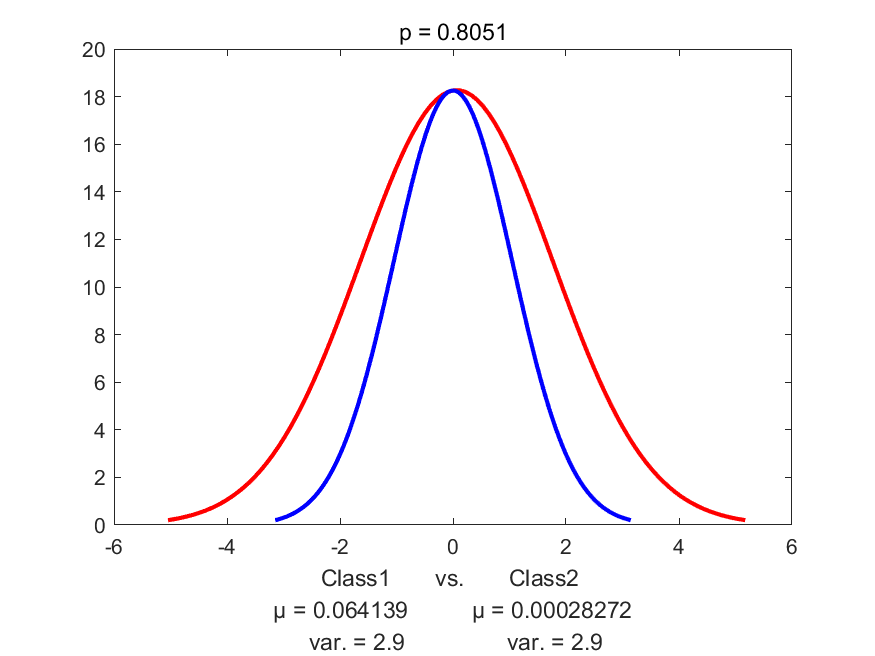 p = 0.8051
20
18
16
14
12
10
8
6
4
2
0
-6 -4 -2 0 2 4 6
Class1 vs. Class2
μ = 0.064139 μ = 0.00028272
var. = 2.9 var. = 2.9